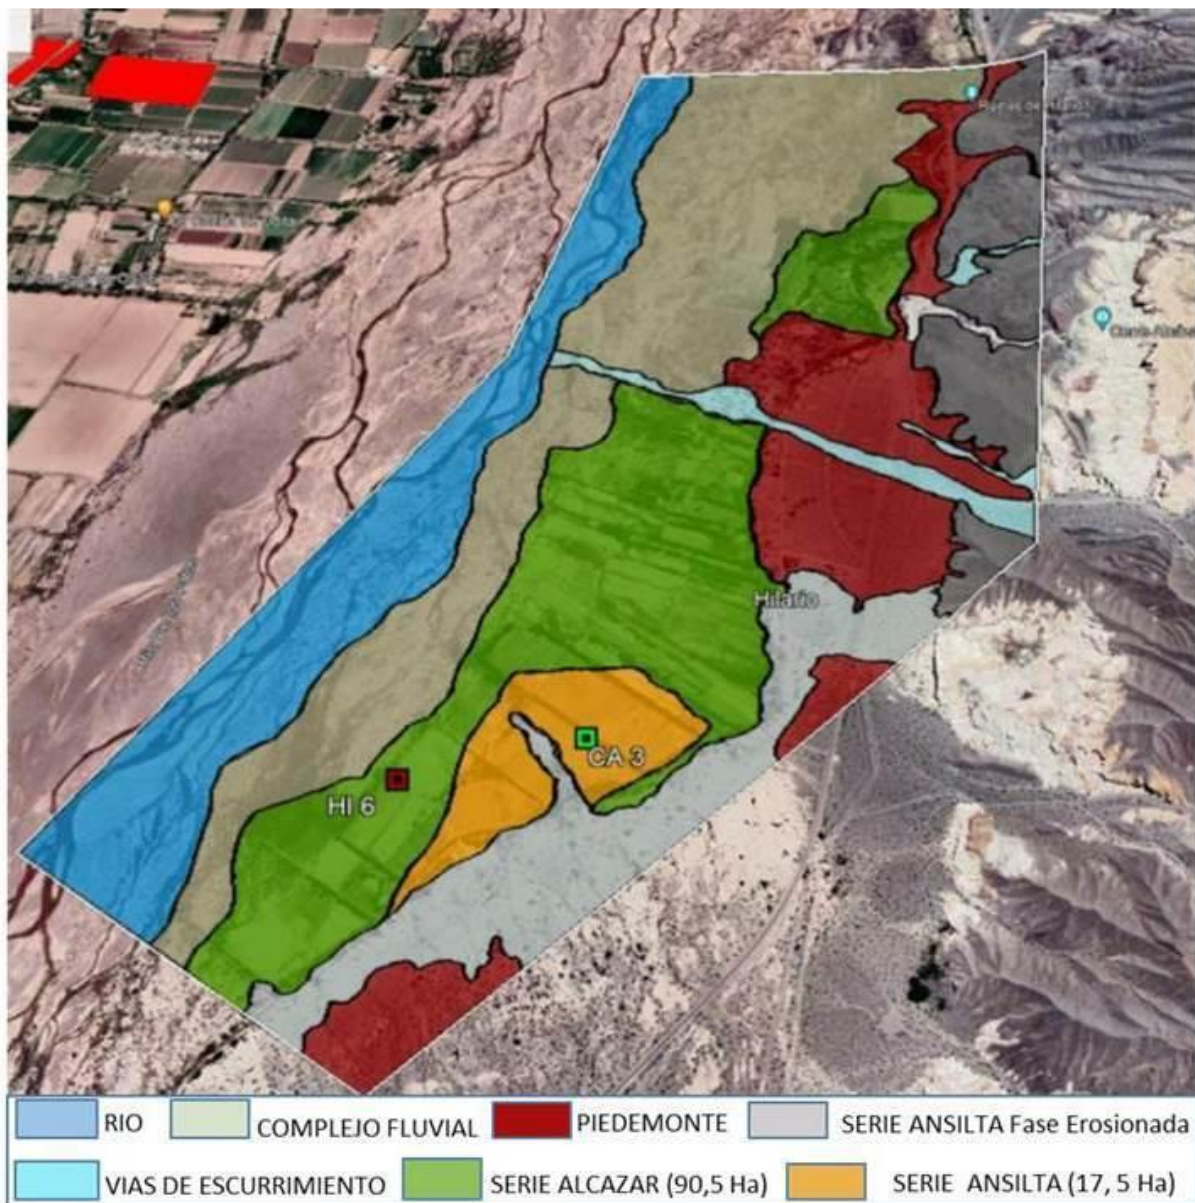 Hilario
CA 3
HI 6
RIO
COMPLEJO FLUVIAL
PIEDEMONTE
SERIE ANSILTA Fase Erosionada
VIAS DE ESCURRIMIENTO
SERIE ALCAZAR (90,5 Ha)
SERIE ANSILTA (17, 5 Ha)